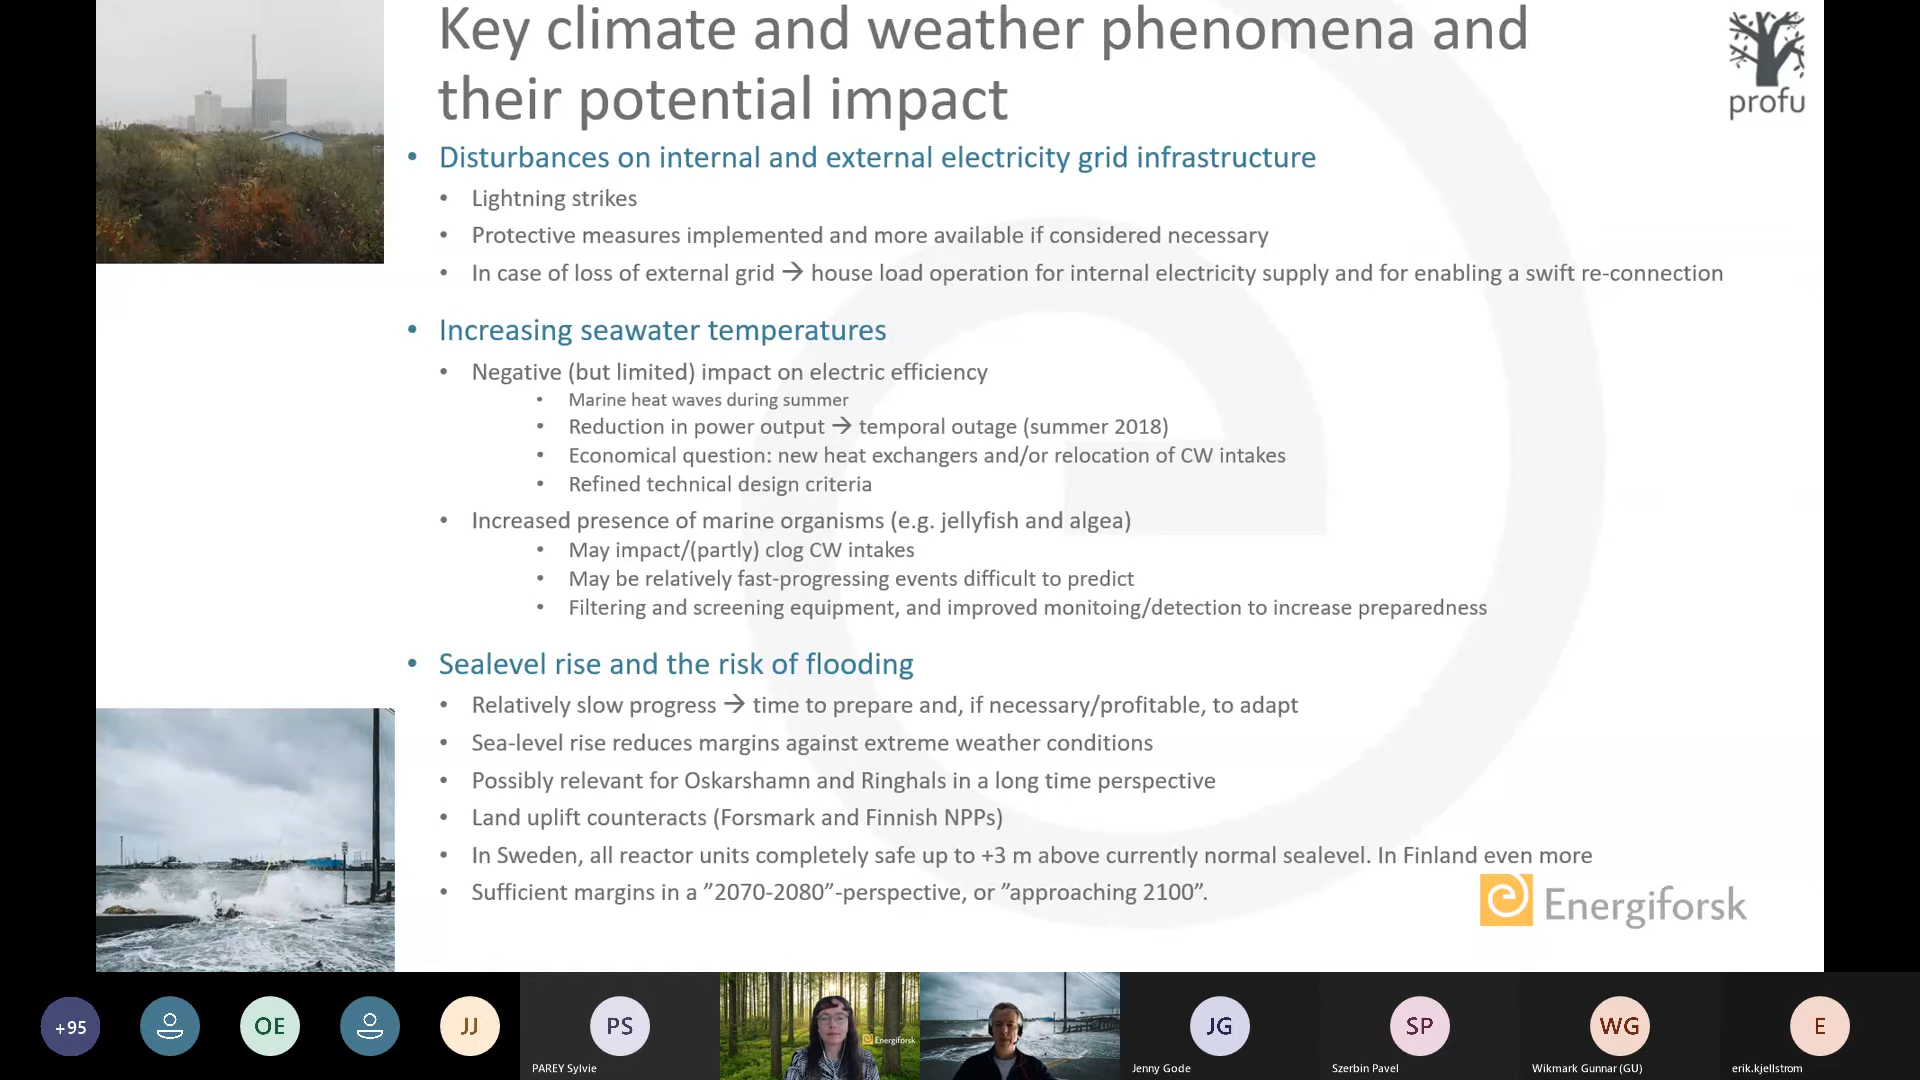 Key climate and weather phenomena and
their potential impact
profu
• Disturbances on internal and external electricity grid infrastructure
• Lightning strikes
• Protective measures implemented and more available if considered necessary
• In case of loss of external grid → house load operation for internal electricity supply and for enabling a swift re-connection
• Increasing seawater temperatures
• Negative (but limited) impact on electric efficiency
• Marine heat waves during summer
• Reduction in power output → temporal outage (summer 2018)
• Economical question: new heat exchangers and/or relocation of CW intakes
• Refined technical design criteria
• Increased presence of marine organisms (e.g. jellyfish and algea)
• May impact/(partly) clog CW intakes
• May be relatively fast-progressing events difficult to predict
• Filtering and screening equipment, and improved monitoing/detection to increase preparedness
• Sealevel rise and the risk of flooding
• Relatively slow progress → time to prepare and, if necessary/profitable, to adapt
• Sea-level rise reduces margins against extreme weather conditions
• Possibly relevant for Oskarshamn and Ringhals in a long time perspective
• Land uplift counteracts (Forsmark and Finnish NPPs)
• In Sweden, all reactor units completely safe up to +3 m above currently normal sealevel. In Finland even more
• Sufficient margins in a ”2070-2080”-perspective, or ”approaching 2100”.
Energiforsk
+95
OE
JJ
PS
PAREY Sylvie
Energiforsk
JG
Jenny Gode
SP
Szerbin Pavel
WG
Wikmark Gunnar (GU)
E
erik.kjellstrom